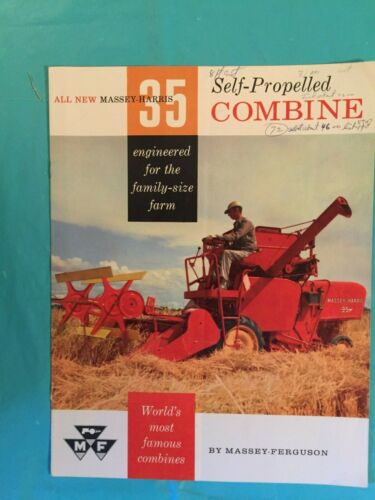 ALL NEW MASSEY-HARRIS
35
Self-Propelled
COMBINE
engineered
for the
family-size
farm
MASSEY-HARRIS
35
World's
most
famous
combines
M F
BY MASSEY-FERGUSON